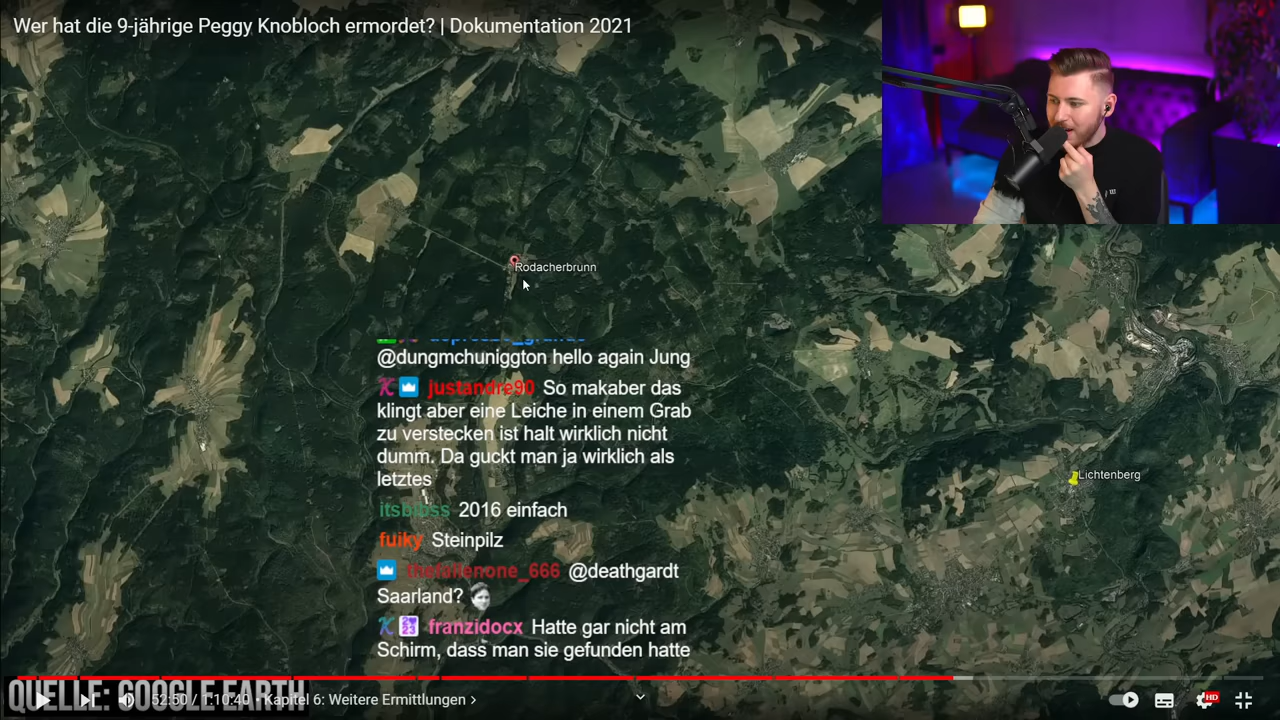 Wer hat die 9-jährige Peggy Knobloch ermordet? | Dokumentation 2021
Rodacherbrunn
@dungmchuniggton hello again Jung
justandre90 So makaber das
klingt aber eine Leiche in einem Grab
zu verstecken ist halt wirklich nicht
dumm. Da guckt man ja wirklich als
letztes
Lichtenberg
itsbibss 2016 einfach
fuiky Steinpilz
thefallenone_666 @deathgardt
Saarland?
franzidocx Hatte gar nicht am
Schirm, dass man sie gefunden hatte
QUELLE: GOOGLE EARTH
52:50 / 1:10:40 · Kapitel 6: Weitere Ermittlungen >
HD